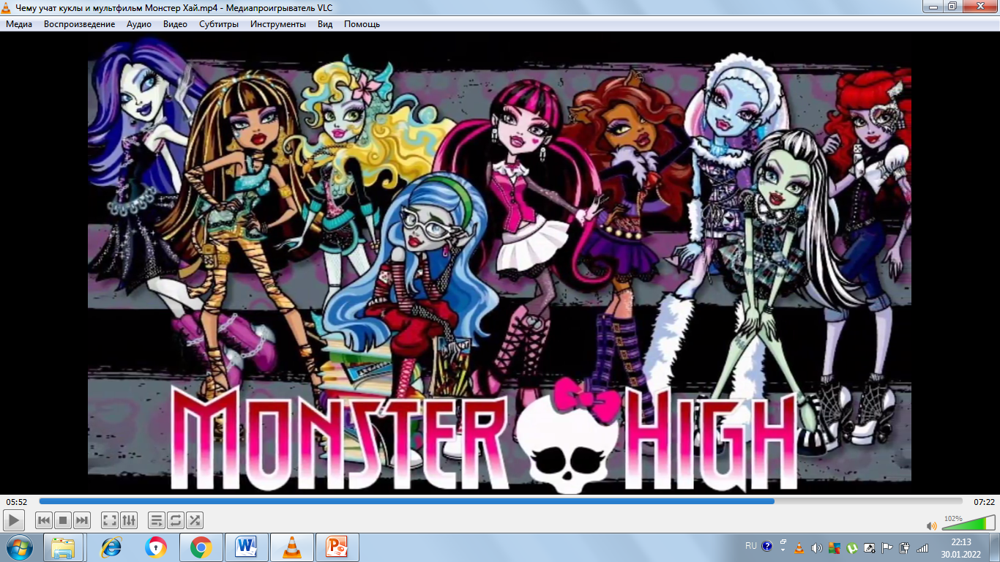 Чему учат куклы и мультфильм Монстер Хай.mp4 - Медиапроигрыватель VLC
Медиа Воспроизведение Аудио Видео Субтитры Инструменты Вид Помощь
MONSTER HIGH
05:52 07:22
102%
RU
22:13
30.01.2022